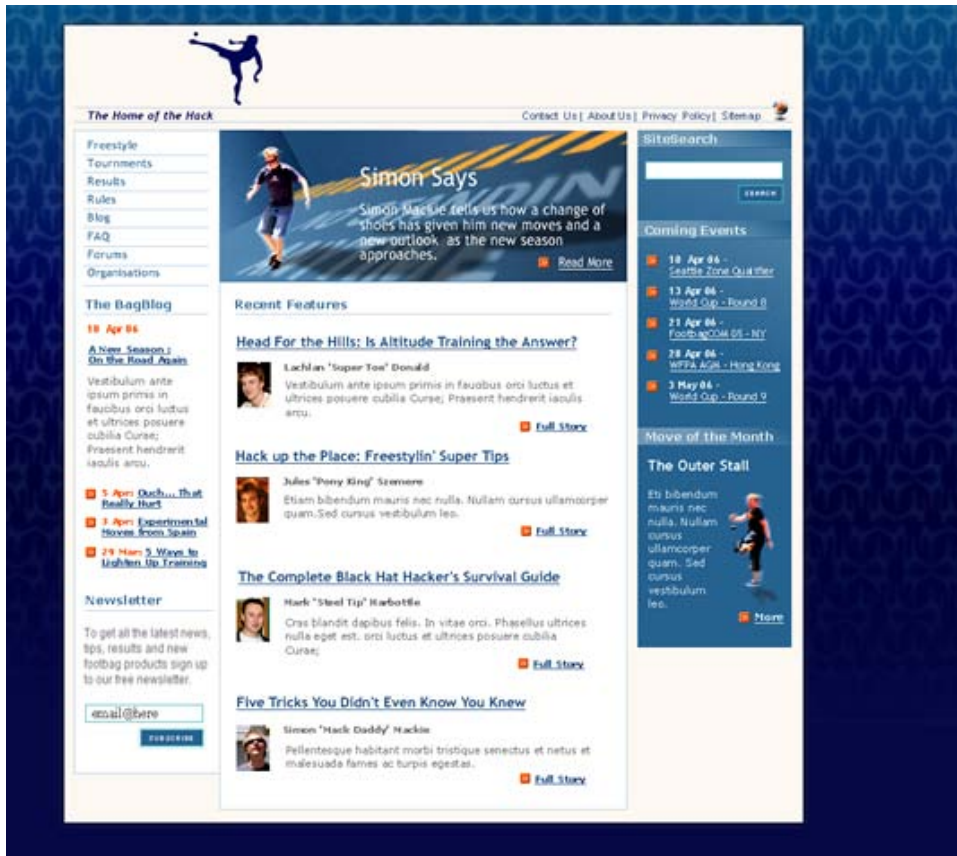 The Home of the Hack
Contact Us | About Us | Privacy Policy | Sitemap
Freestyle
Tournments
Results
Rules
Blog
FAQ
Forums
Organisations
The BagBlog
10 Apr 06
A New Season :
On the Road Again
Vestibulum ante
ipsum primis in
faucibus orci luctus
et ultrices posuere
cubilia Curae;
Praesent hendrerit
iaculis arcu.
5 Apr: Ouch... That
Really Hurt
3 Apr: Experimental
Moves from Spain
29 Mar: 5 Ways to
Lighten Up Training
Newsletter
To get all the latest news,
tips, results and new
footbag products sign up
to our free newsletter.
email@here
SUBSCRIBE
Simon Says
Simon Mackie tells us how a change of
shoes has given him new moves and a
new outlook as the new season
approaches.
Read More
Recent Features
Head For the Hills: Is Altitude Training the Answer?
Lachlan 'Super Toe' Donald
Vestibulum ante ipsum primis in faucibus orci luctus et
ultrices posuere cubilia Curae; Praesent hendrerit iaculis
arcu.
Full Story
Hack up the Place: Freestylin' Super Tips
Jules 'Pony King' Szemere
Etiam bibendum mauris nec nulla. Nullam cursus ullamcorper
quam.Sed cursus vestibulum leo.
Full Story
The Complete Black Hat Hacker's Survival Guide
Mark 'Steel Tip' Harbottle
Cras blandit dapibus felis. In vitae orci. Phasellus ultrices
nulla eget est. orci luctus et ultrices posuere cubilia
Curae;
Full Story
Five Tricks You Didn't Even Know You Knew
Simon 'Mack Daddy' Mackie
Pellentesque habitant morbi tristique senectus et netus et
malesuada fames ac turpis egestas.
Full Story
SiteSearch
SEARCH
Coming Events
10 Apr 06 -
Seattle Zone Qualifier
13 Apr 06 -
World Cup - Round 8
21 Apr 06 -
FootbagCOM 05 - NY
28 Apr 06 -
WFPA AGM - Hong Kong
3 May 06 -
World Cup - Round 9
Move of the Month
The Outer Stall
Eti bibendum
mauris nec
nulla. Nullam
cursus
ullamcorper
quam. Sed
cursus
vestibulum
leo.
More